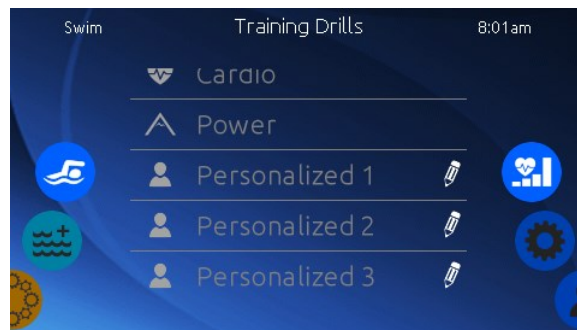 Swim Training Drills 8:01am
Cardio
Power
Personalized 1
Personalized 2
Personalized 3